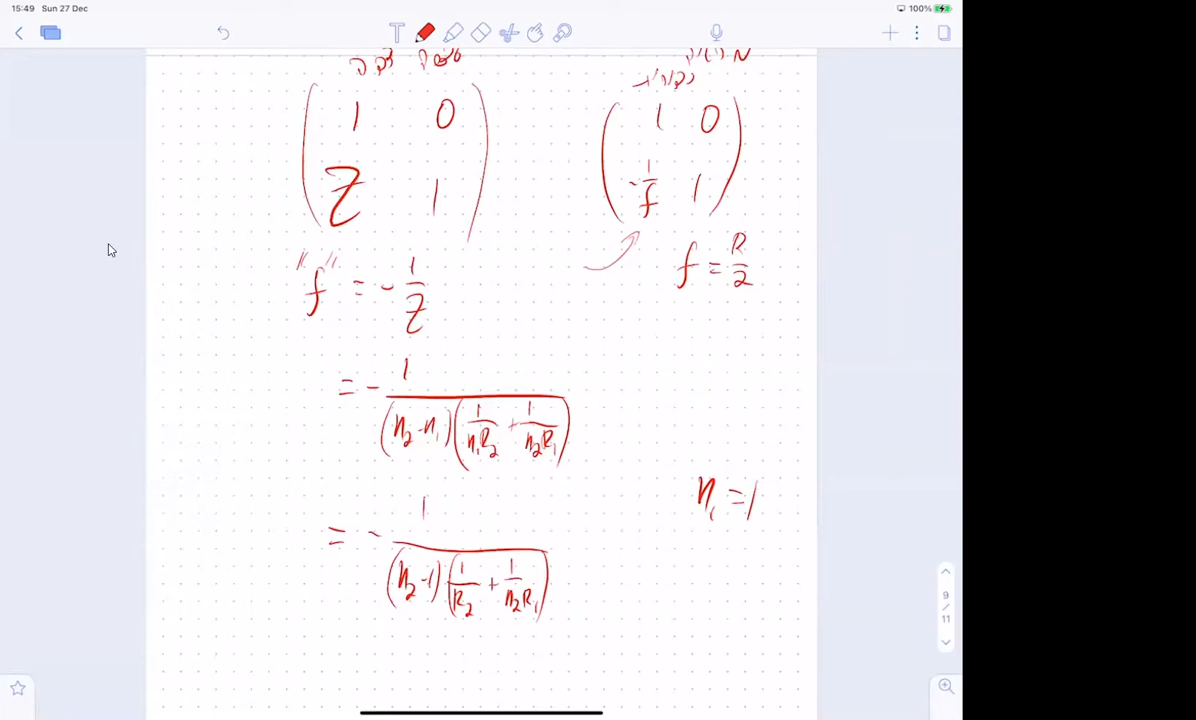 15:49 Sun 27 Dec
100%
1 0
Z 1
1 0
-1/f 1
"f" = - 1/Z
f = R/2
= - 1/((n₂-n₁)(1/(n₁R₂) + 1/(n₂R₁)))
n₁ = 1
= - 1/((n₂-1)(1/R₂ + 1/(n₂R₁)))
9
/
11